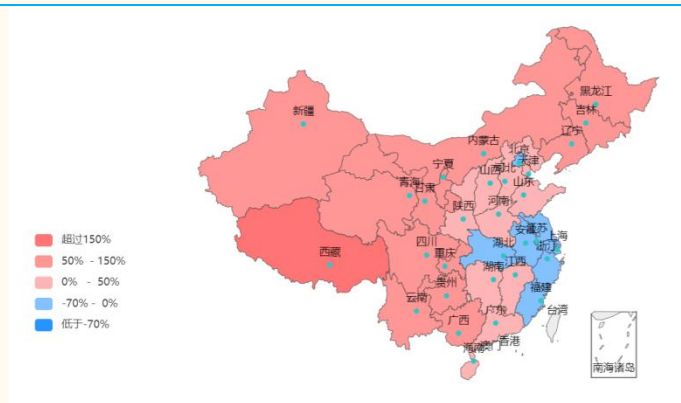 黑龙江
吉林
辽宁
新疆
内蒙古
北京
天津
宁夏
山西
河北
青海
甘肃
山东
陕西
河南
江苏
安徽
上海
湖北
浙江
四川
重庆
西藏
湖南
江西
贵州
福建
云南
广西
广东
台湾
香港
澳门
海南
南海诸岛
超过150%
50% - 150%
0% - 50%
-70% - 0%
低于-70%